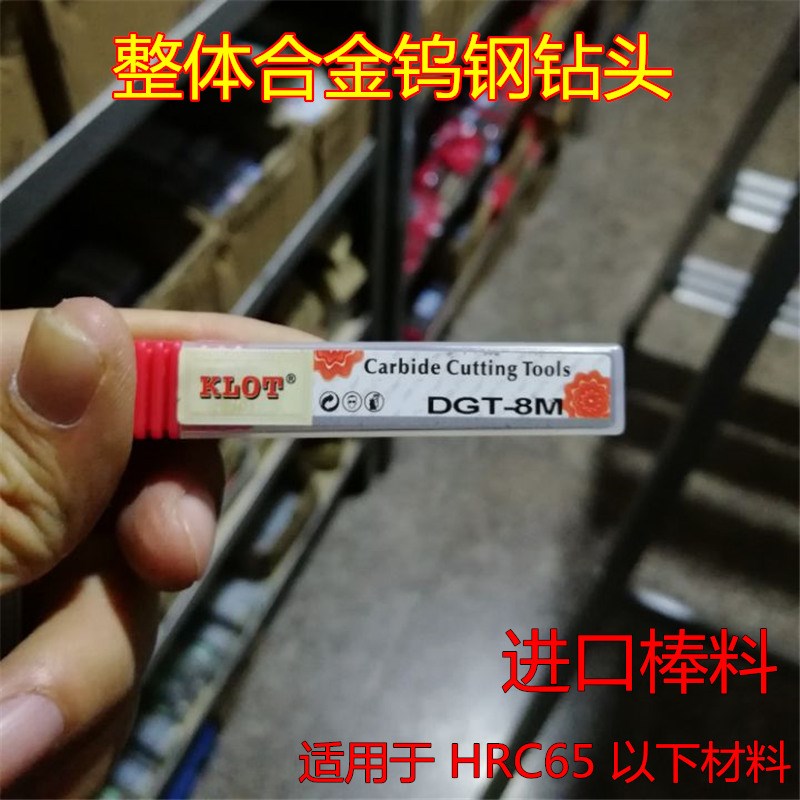 整体合金钨钢钻头
KLOT®
Carbide Cutting Tools
DGT-8M
进口棒料
适用于 HRC65 以下材料